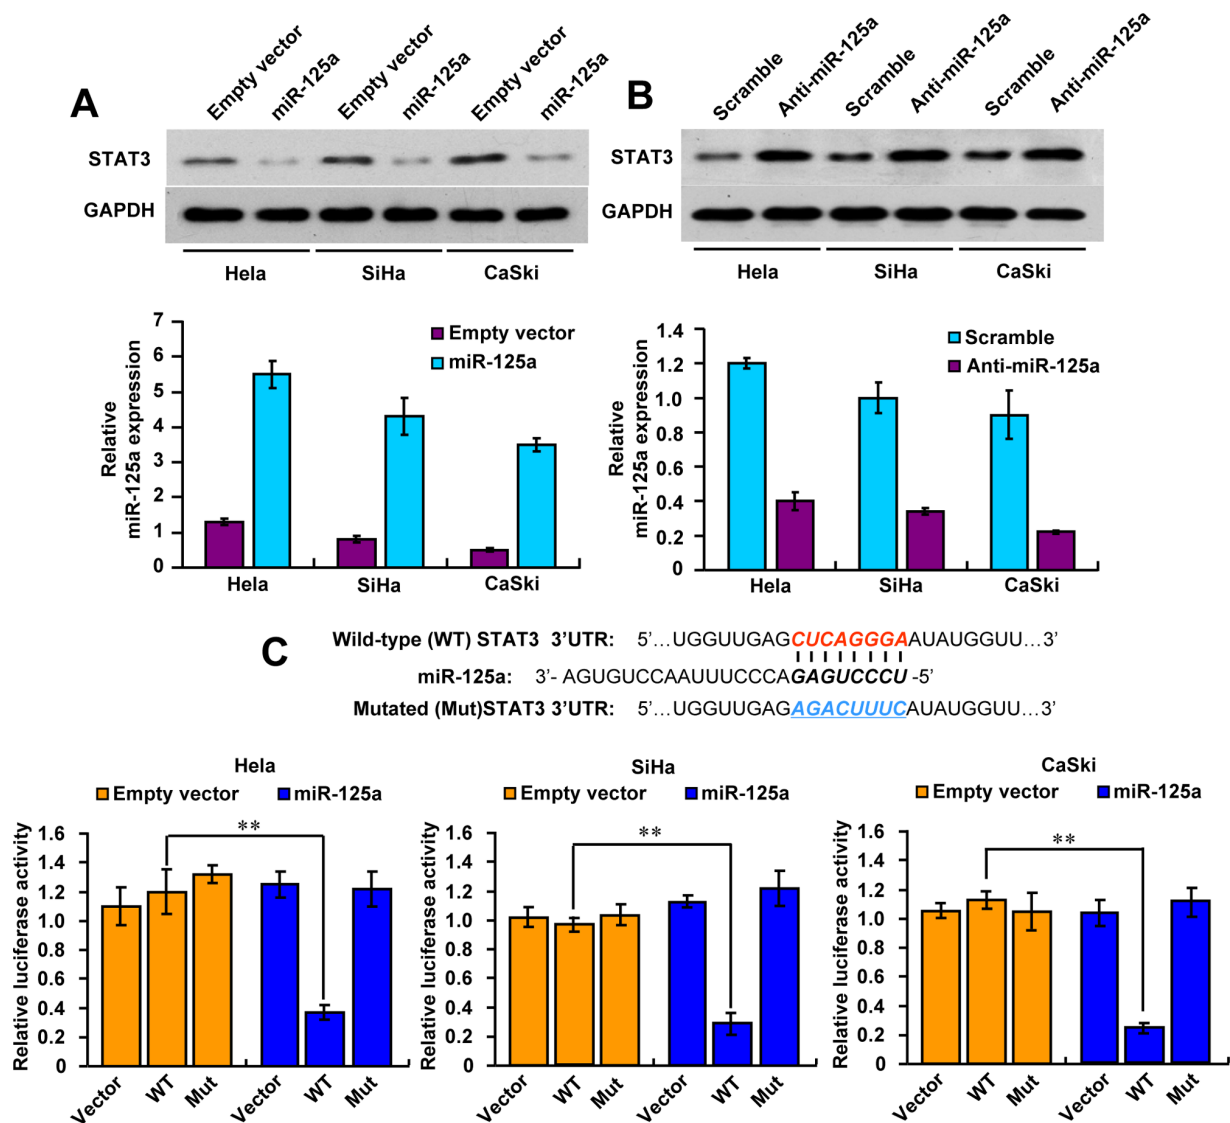 A
Empty vector
miR-125a
Empty vector
miR-125a
Empty vector
miR-125a
STAT3
GAPDH
Hela
SiHa
CaSki
7
6
5
4
3
2
1
0
Relative
miR-125a expression
Empty vector
miR-125a
Hela
SiHa
CaSki
B
Scramble
Anti-miR-125a
Scramble
Anti-miR-125a
Scramble
Anti-miR-125a
STAT3
GAPDH
Hela
SiHa
CaSki
1.4
1.2
1.0
0.8
0.6
0.4
0.2
0
Relative
miR-125a expression
Scramble
Anti-miR-125a
Hela
SiHa
CaSki
C
Wild-type (WT) STAT3 3’UTR: 5’...UGGUUGAGCUCAGGGAAUAUGGUU...3’
miR-125a: 3’- AGUGUCCAAUUUCCCAGAGUCCCU -5’
Mutated (Mut)STAT3 3’UTR: 5’...UGGUUGAGAGACUUUCAUAUGGUU...3’
Hela
Empty vector
miR-125a
Relative luciferase activity
1.6
1.4
1.2
1.0
0.8
0.6
0.4
0.2
0
**
Vector
WT
Mut
Vector
WT
Mut
SiHa
Empty vector
miR-125a
Relative luciferase activity
1.6
1.4
1.2
1.0
0.8
0.6
0.4
0.2
0
**
Vector
WT
Mut
Vector
WT
Mut
CaSki
Empty vector
miR-125a
Relative luciferase activity
1.6
1.4
1.2
1.0
0.8
0.6
0.4
0.2
0
**
Vector
WT
Mut
Vector
WT
Mut